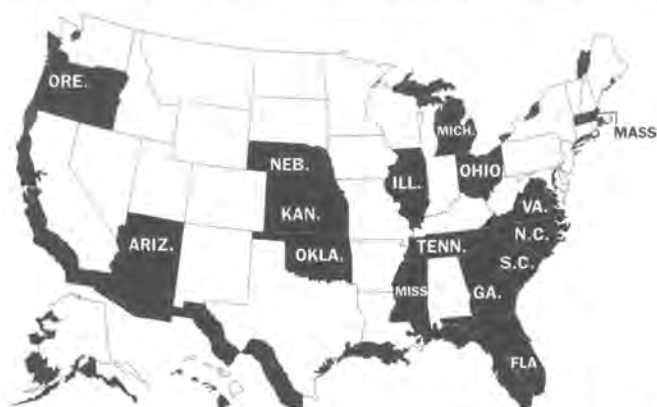 ORE.
MICH.
MASS
NEB.
ILL.
OHIO
VA.
KAN.
N.C.
ARIZ.
OKLA.
TENN.
S.C.
MISS
GA.
FLA